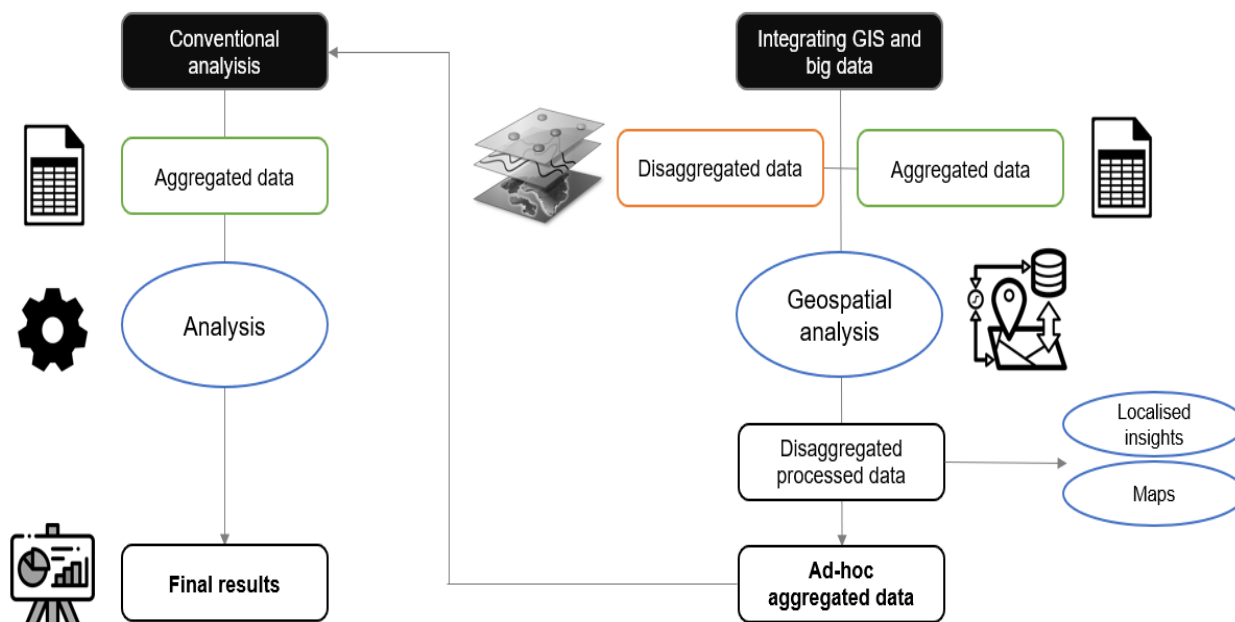 Conventional
analyisis
Integrating GIS and
big data
Aggregated data
Disaggregated data
Aggregated data
Analysis
Geospatial
analysis
Disaggregated
processed data
Localised
insights
Maps
Final results
Ad-hoc
aggregated data